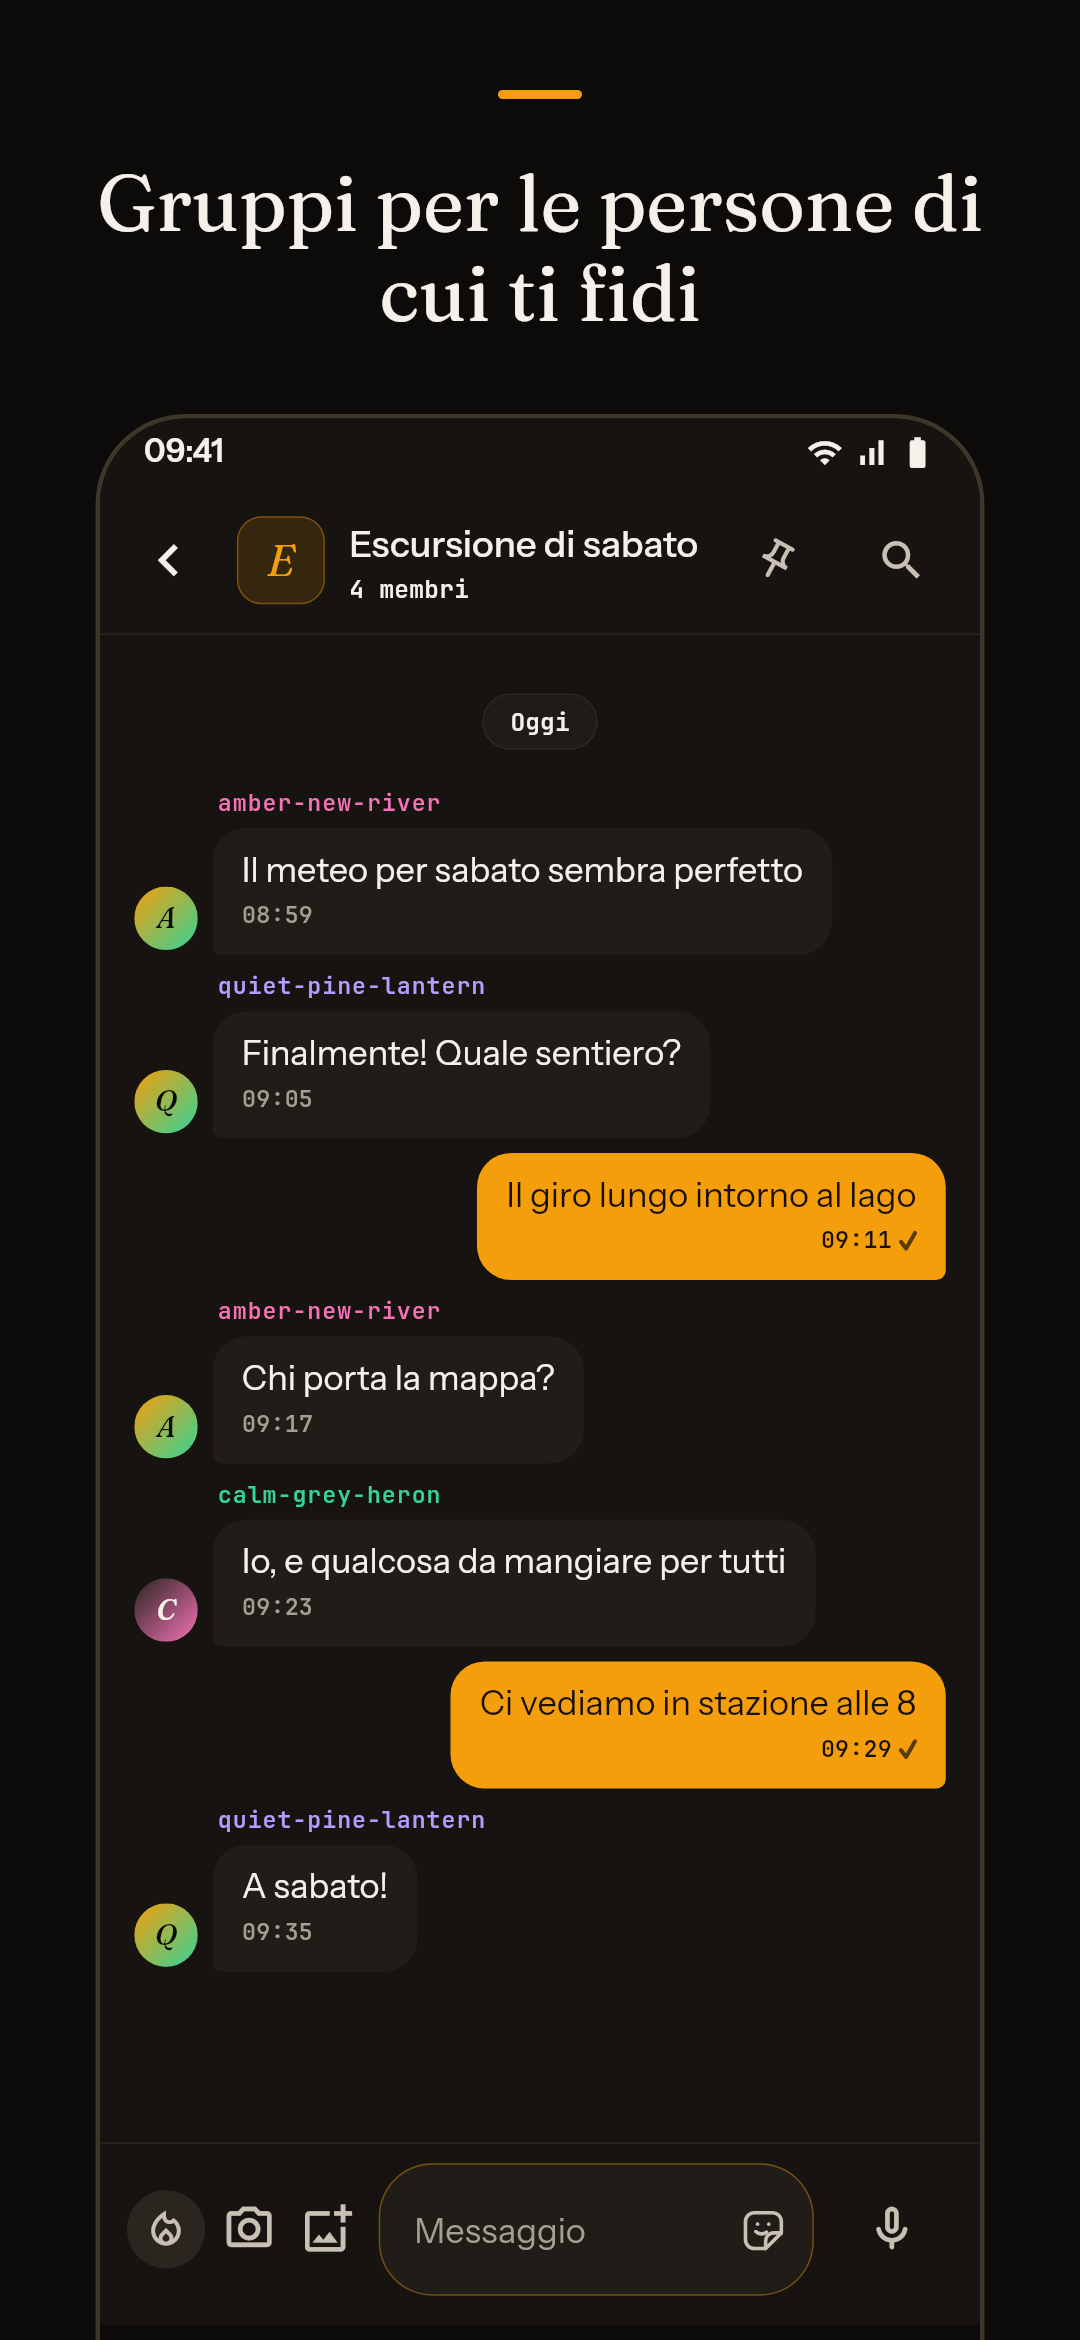 Gruppi per le persone di
cui ti fidi
09:41
E
Escursione di sabato
4 membri
Oggi
amber-new-river
Il meteo per sabato sembra perfetto
08:59
A
quiet-pine-lantern
Finalmente! Quale sentiero?
09:05
Q
Il giro lungo intorno al lago
09:11
amber-new-river
Chi porta la mappa?
09:17
A
calm-grey-heron
Io, e qualcosa da mangiare per tutti
09:23
C
Ci vediamo in stazione alle 8
09:29
quiet-pine-lantern
A sabato!
09:35
Q
Messaggio